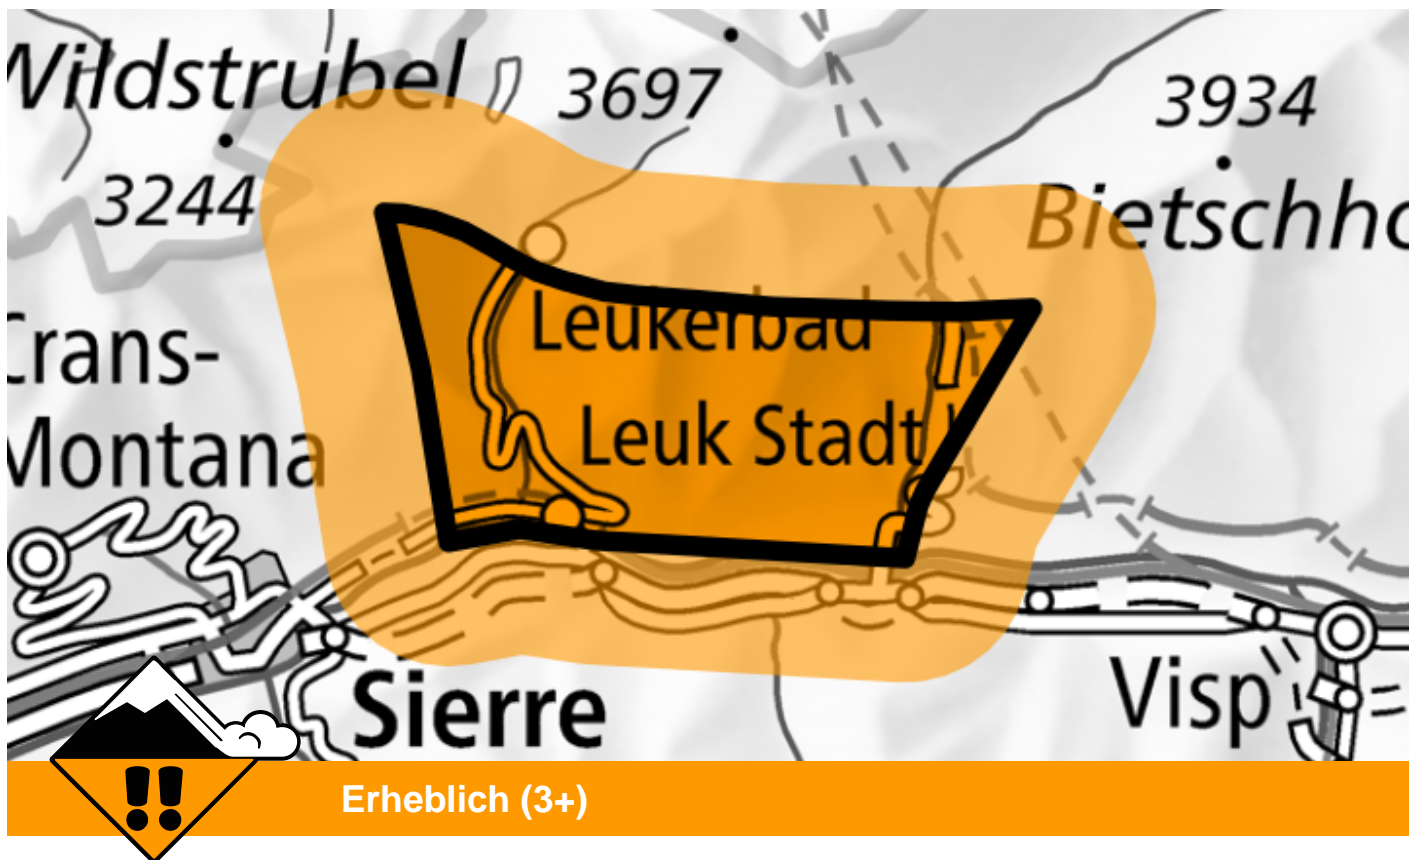 Wildstrubel
3697
3934
3244
Bietschho
Leukerbad
Crans-
Montana
Leuk Stadt
Sierre
Visp
Erheblich (3+)